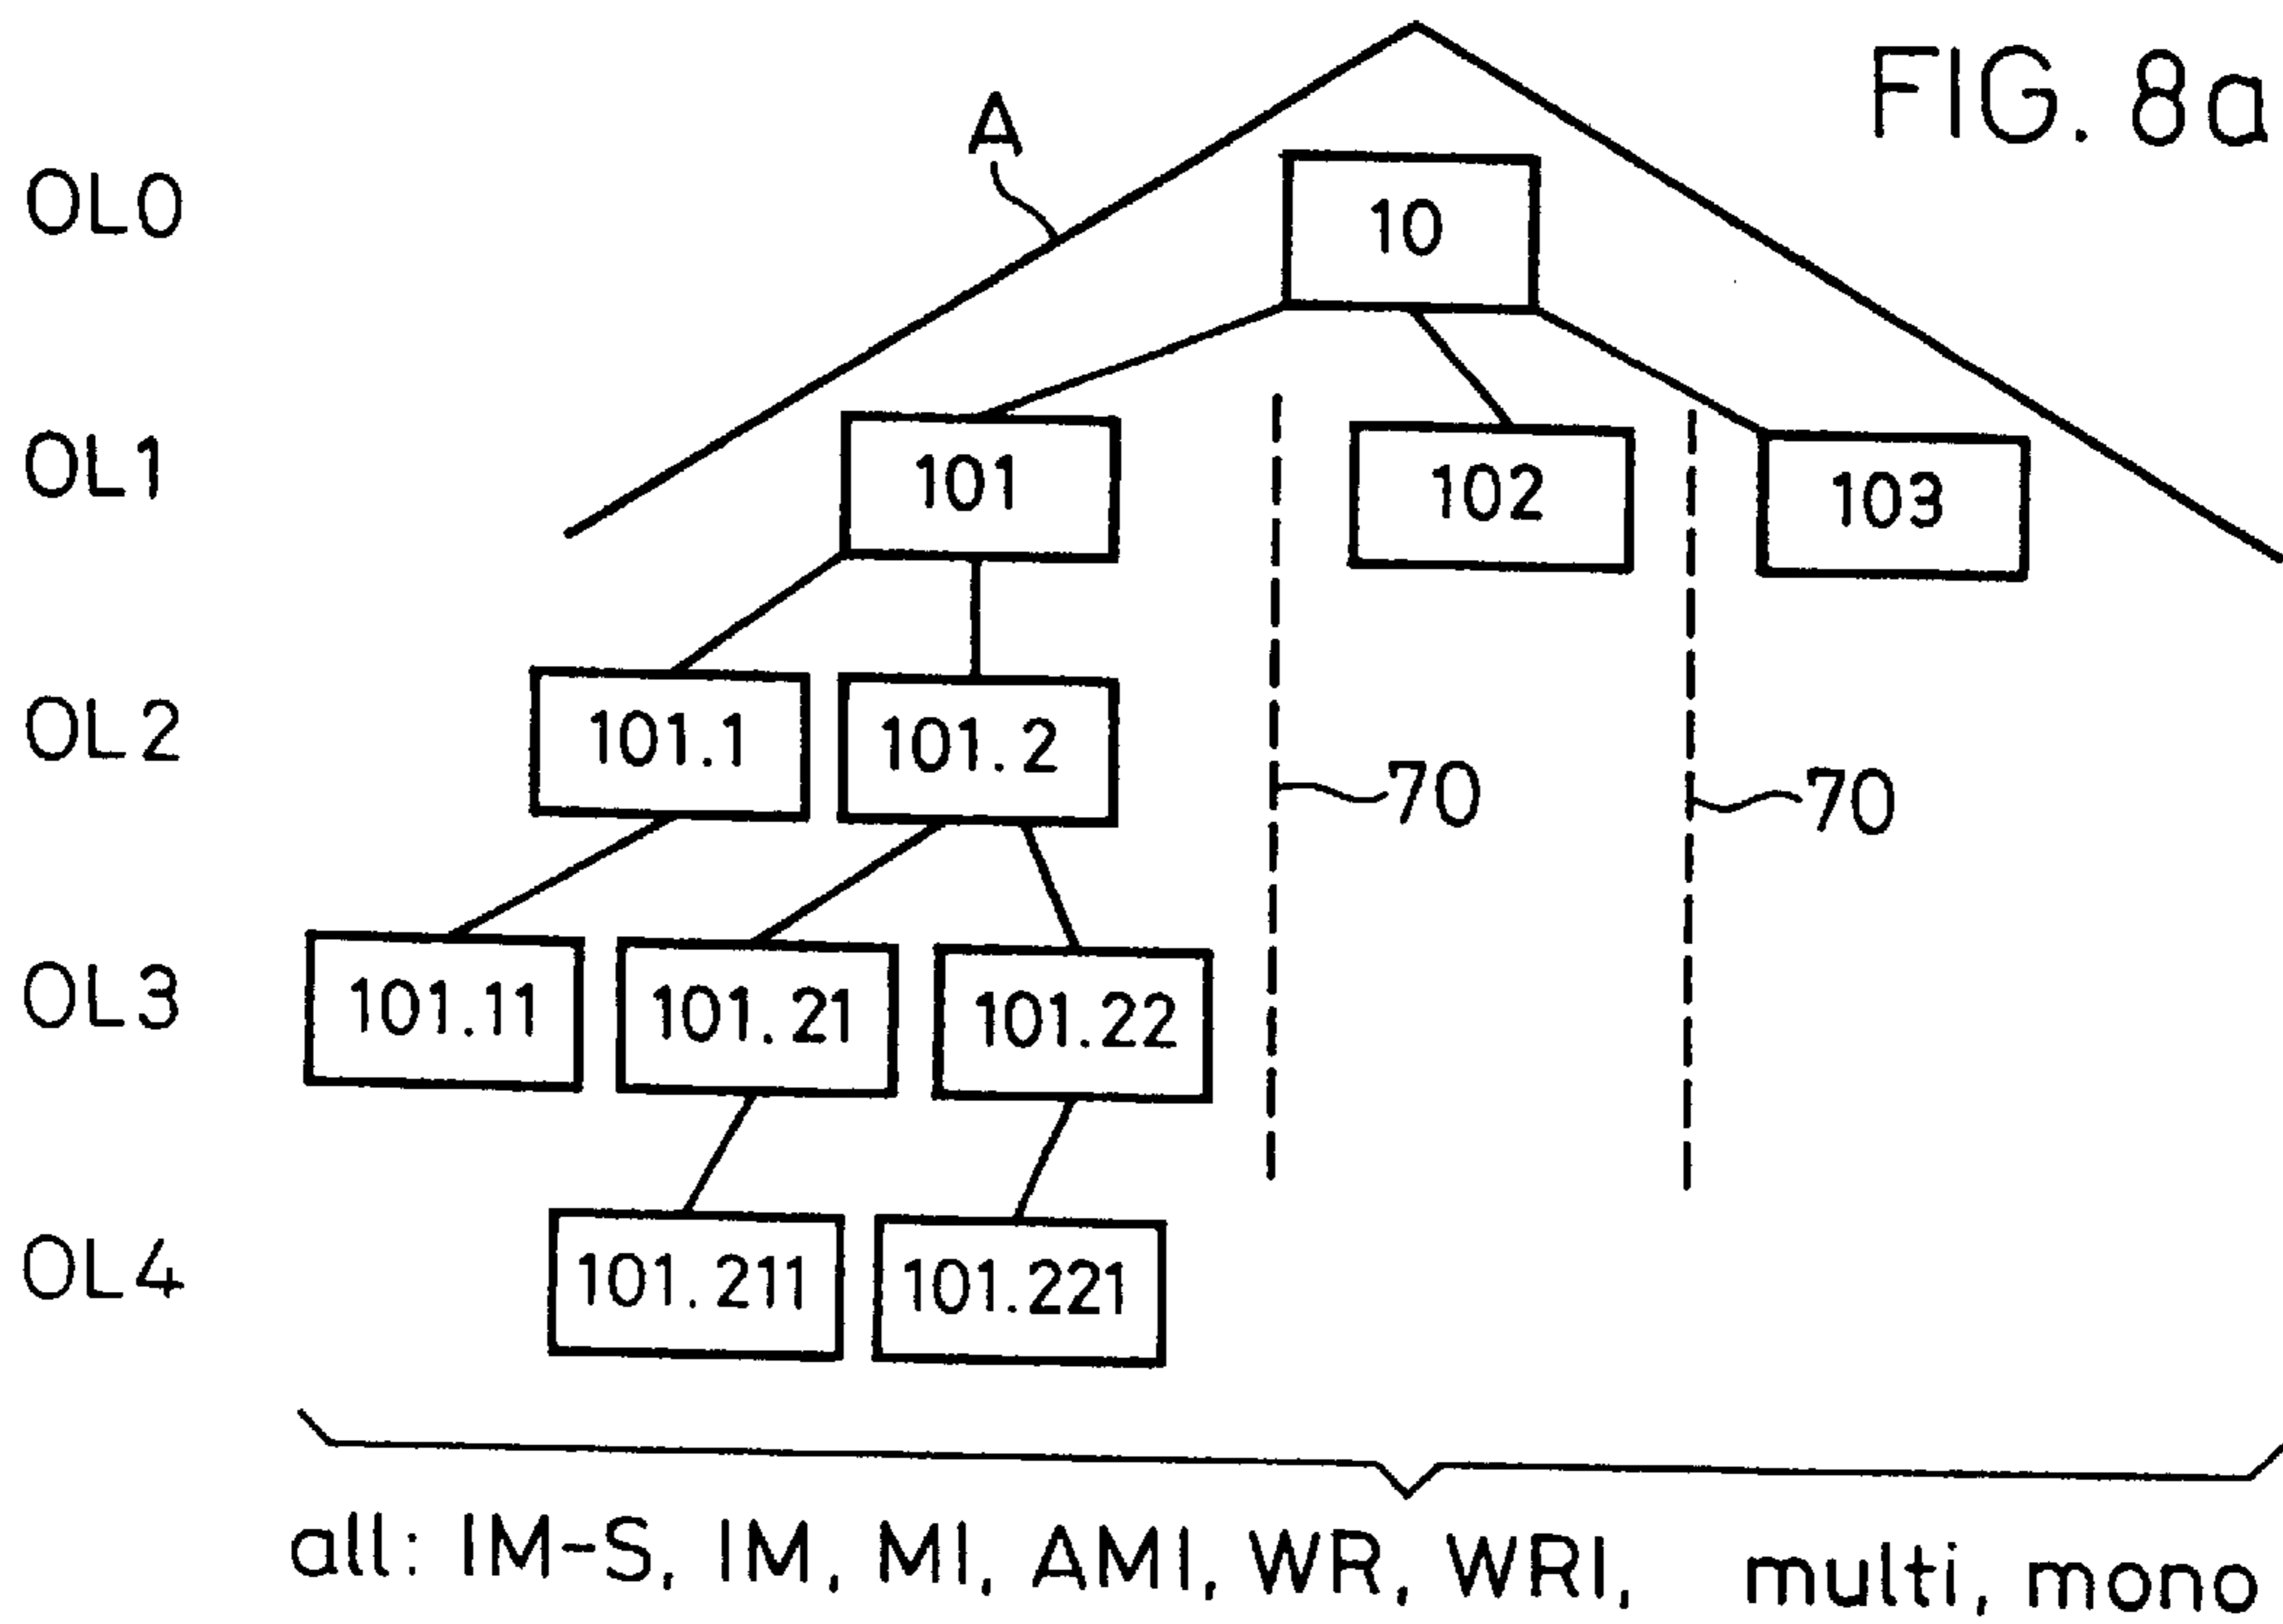 FIG. 8a
A
OL0 10
OL1 101 102 103
OL2 101.1 101.2 70 70
OL3 101.11 101.21 101.22
OL4 101.211 101.221
all: IM-S, IM, MI, AMI, WR, WRI, multi, mono